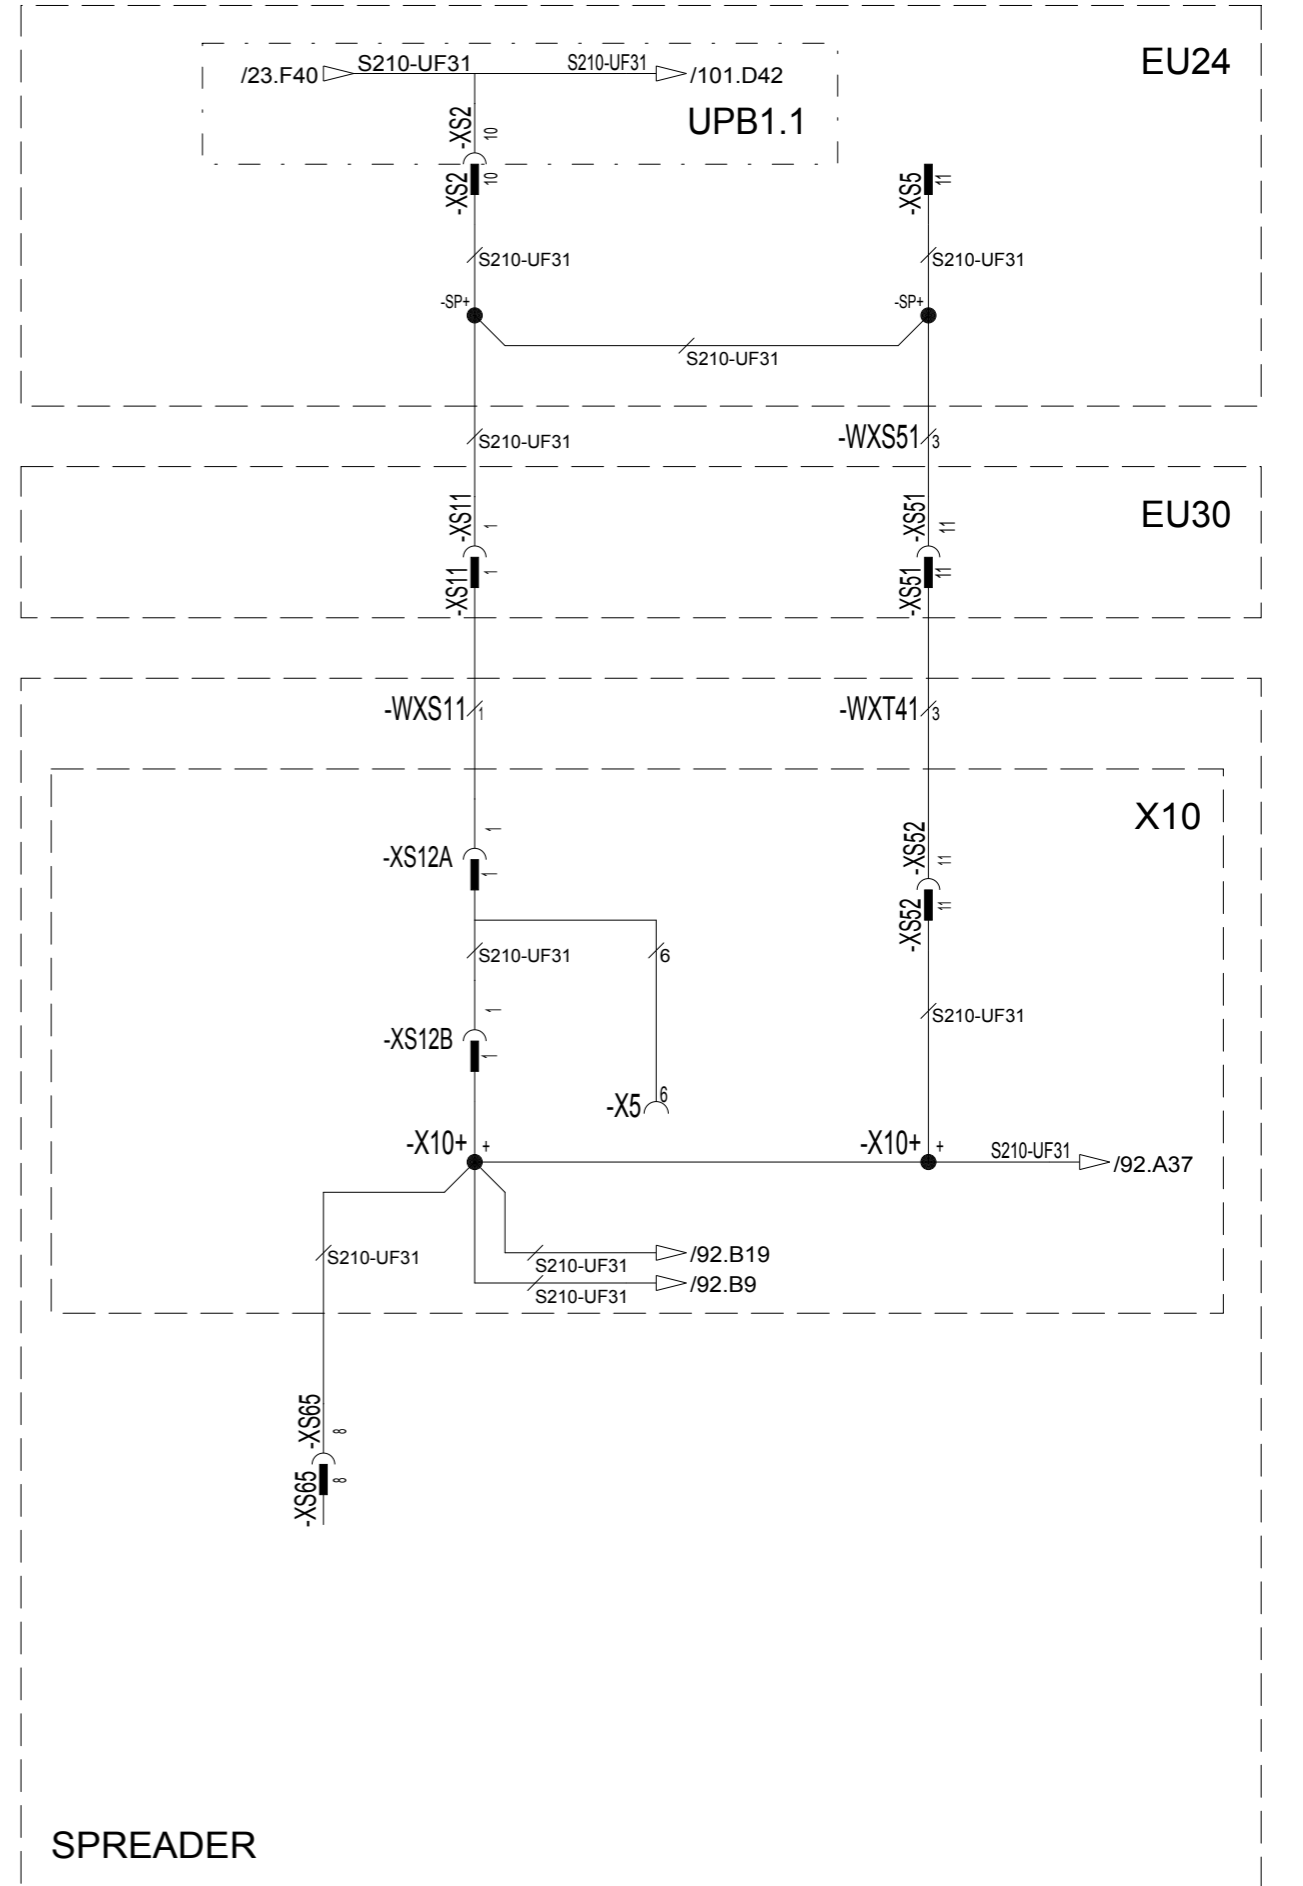 EU24
/23.F40
S210-UF31
S210-UF31
/101.D42
UPB1.1
-XS2
10
-XS2
10
-XS5
11
S210-UF31
S210-UF31
-SP+
-SP+
S210-UF31
S210-UF31
-WXS51
3
EU30
-XS11
1
-XS51
11
-XS11
1
-XS51
11
-WXS11
1
-WXT41
3
X10
1
-XS12A
1
-XS52
11
-XS52
11
S210-UF31
6
1
-XS12B
1
S210-UF31
-X5
6
-X10+
+
-X10+
+
S210-UF31
/92.A37
S210-UF31
/92.B19
S210-UF31
/92.B9
S210-UF31
-XS65
8
-XS65
8
SPREADER